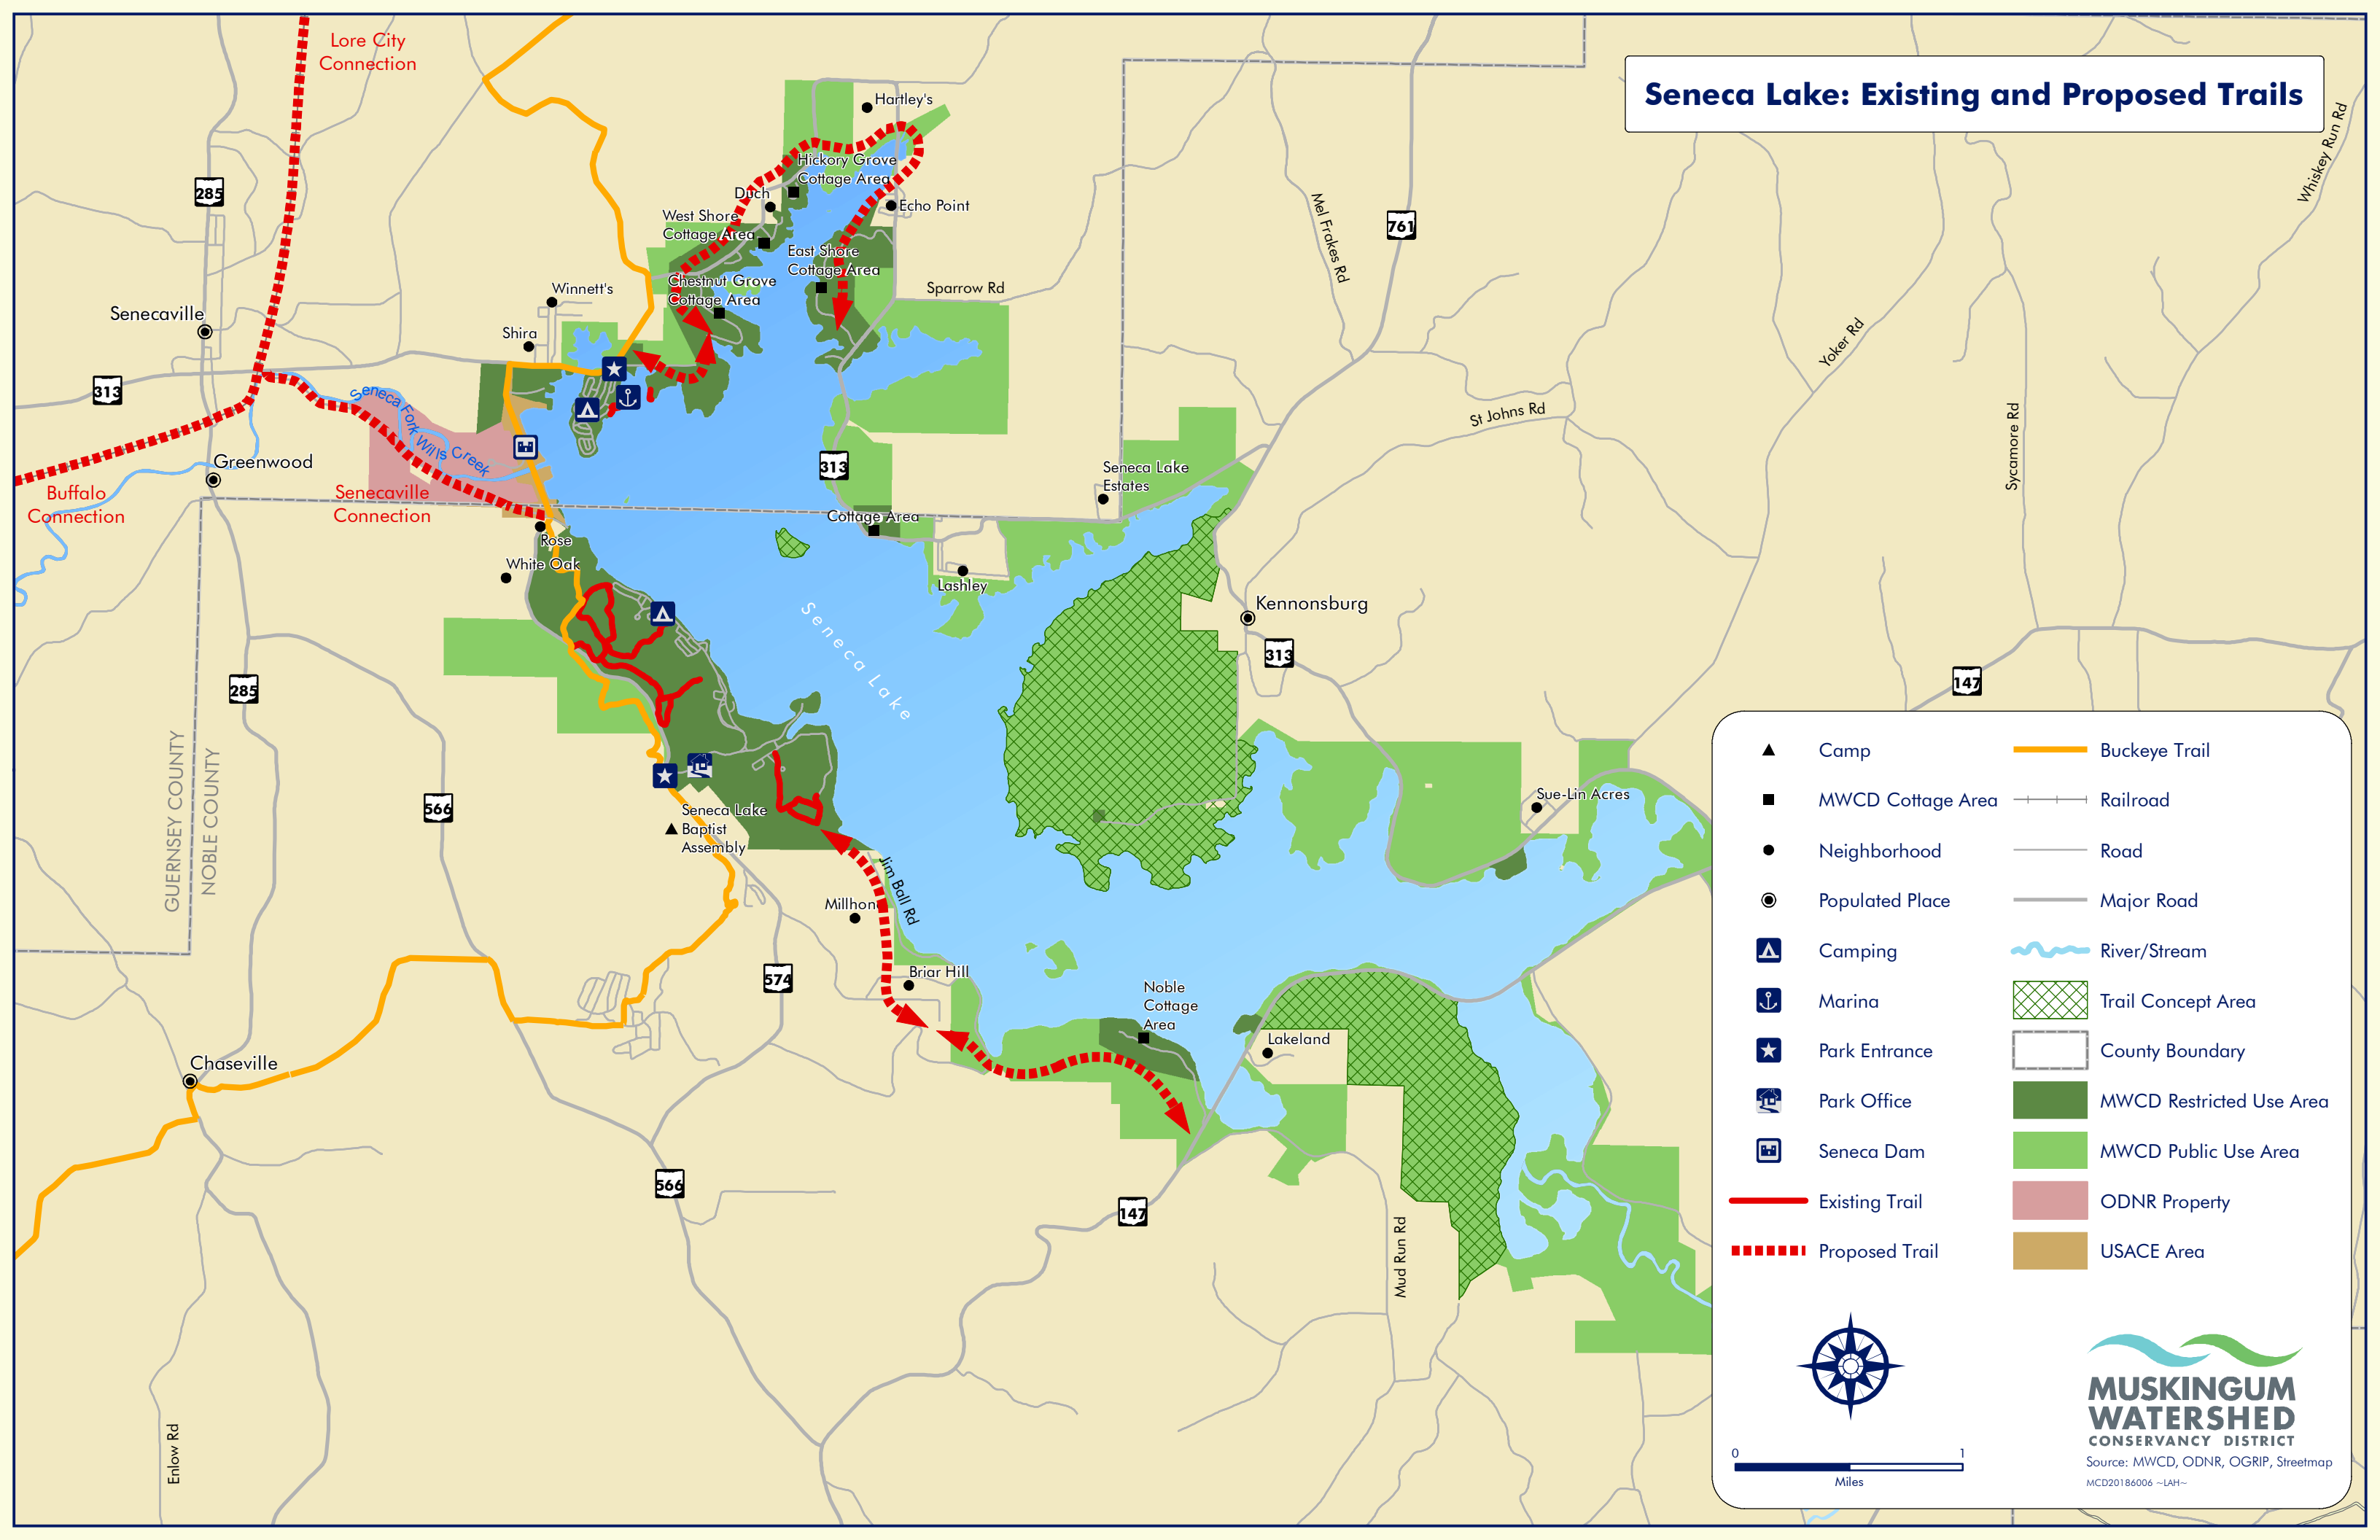 Seneca Lake: Existing and Proposed Trails
Lore City
Connection
Hartley's
Hickory Grove
Cottage Area
Duch
Echo Point
West Shore
Cottage Area
East Shore
Cottage Area
Chestnut Grove
Cottage Area
Sparrow Rd
Mel Frakes Rd
Whiskey Run Rd
285
761
Winnett's
Senecaville
Shira
Yoker Rd
313
Seneca Fork Wills Creek
St Johns Rd
Sycamore Rd
Greenwood
313
Seneca Lake
Estates
Buffalo
Connection
Senecaville
Connection
Cottage Area
Rose
White Oak
Lashley
Seneca Lake
Kennonsburg
313
285
147
GUERNSEY COUNTY
NOBLE COUNTY
566
Seneca Lake
Baptist
Assembly
Sue-Lin Acres
Jim Ball Rd
Millhon
574
Briar Hill
Noble
Cottage
Area
Lakeland
Chaseville
566
147
Mud Run Rd
Enlow Rd
Camp
MWCD Cottage Area
Neighborhood
Populated Place
Camping
Marina
Park Entrance
Park Office
Seneca Dam
Existing Trail
Proposed Trail
Buckeye Trail
Railroad
Road
Major Road
River/Stream
Trail Concept Area
County Boundary
MWCD Restricted Use Area
MWCD Public Use Area
ODNR Property
USACE Area
0 1
Miles
MUSKINGUM
WATERSHED
CONSERVANCY DISTRICT
Source: MWCD, ODNR, OGRIP, Streetmap
MCD20186006 ~LAH~